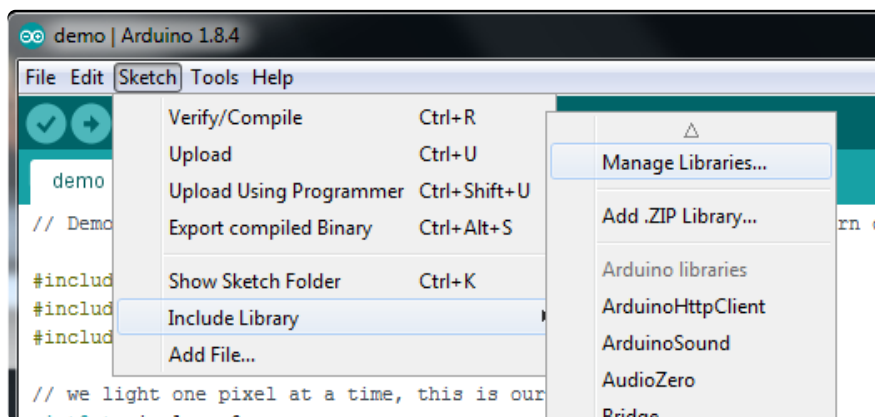 demo | Arduino 1.8.4
File Edit Sketch Tools Help
Verify/Compile Ctrl+R
Upload Ctrl+U
Upload Using Programmer Ctrl+Shift+U
Export compiled Binary Ctrl+Alt+S
Show Sketch Folder Ctrl+K
Include Library
Add File...
Manage Libraries...
Add .ZIP Library...
Arduino libraries
ArduinoHttpClient
ArduinoSound
AudioZero
Bridge
demo
// Demo
#includ
#includ
#includ
// we light one pixel at a time, this is our